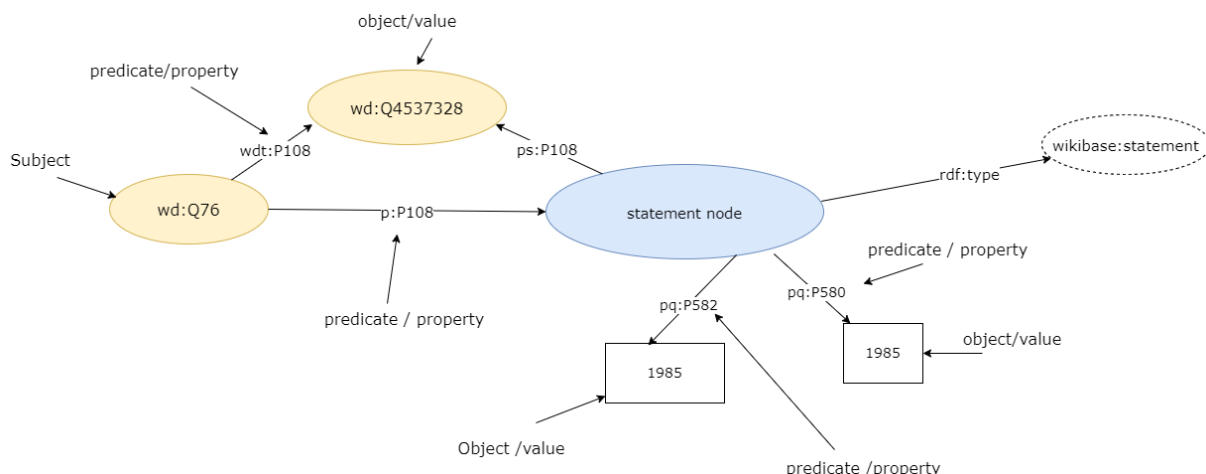 object/value
predicate/property
wd:Q4537328
wdt:P108
ps:P108
wikibase:statement
Subject
rdf:type
wd:Q76
p:P108
statement node
predicate / property
pq:P580
pq:P582
predicate / property
object/value
1985
1985
Object /value
predicate /property